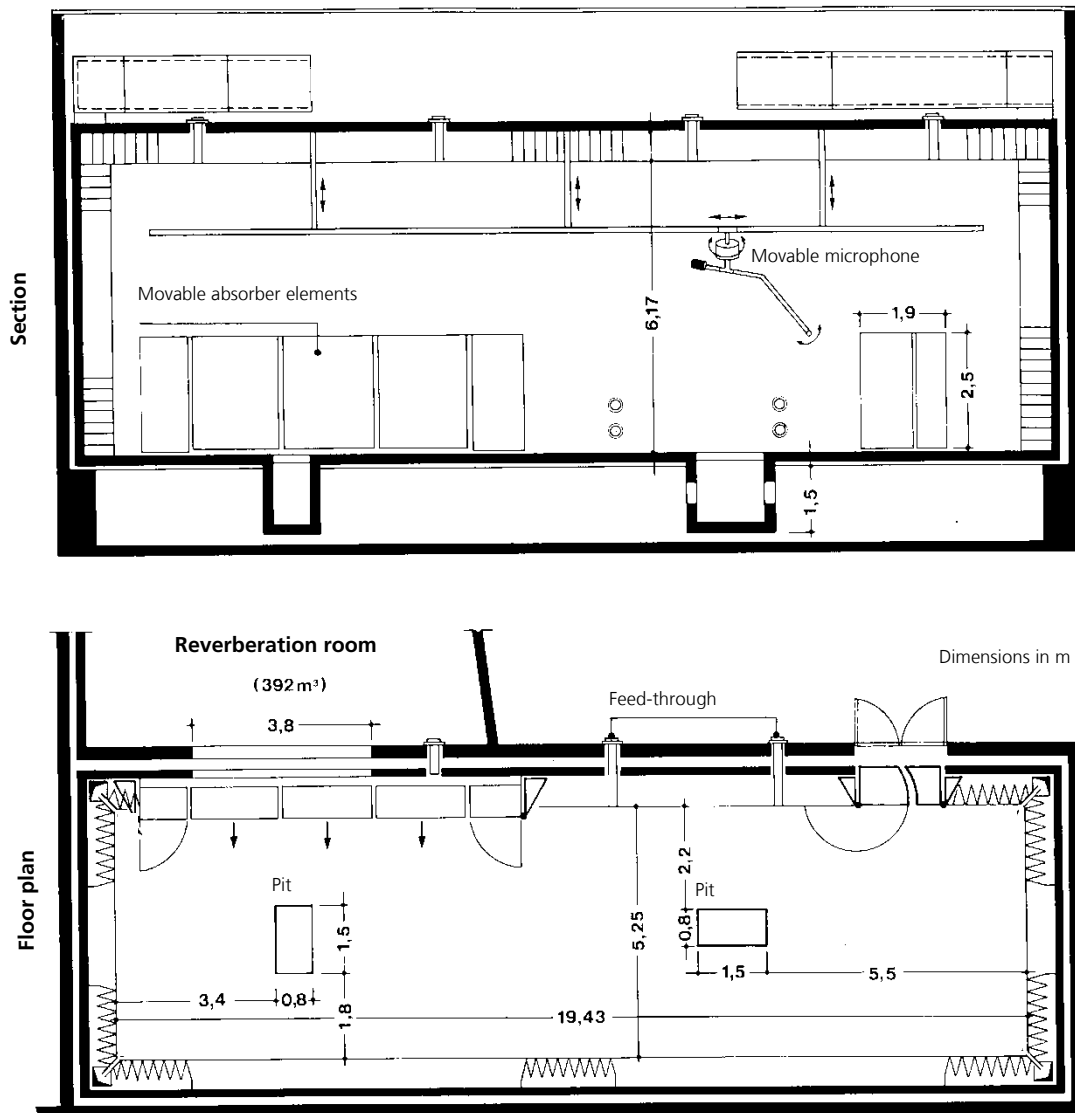 Section
Movable absorber elements
Movable microphone
6,17
1,9
2,5
1,5
Floor plan
Reverberation room
(392 m³)
3,8
Feed-through
Dimensions in m
Pit
1,5
0,8
3,4
1,8
5,25
2,2
Pit
0,8
1,5
5,5
19,43